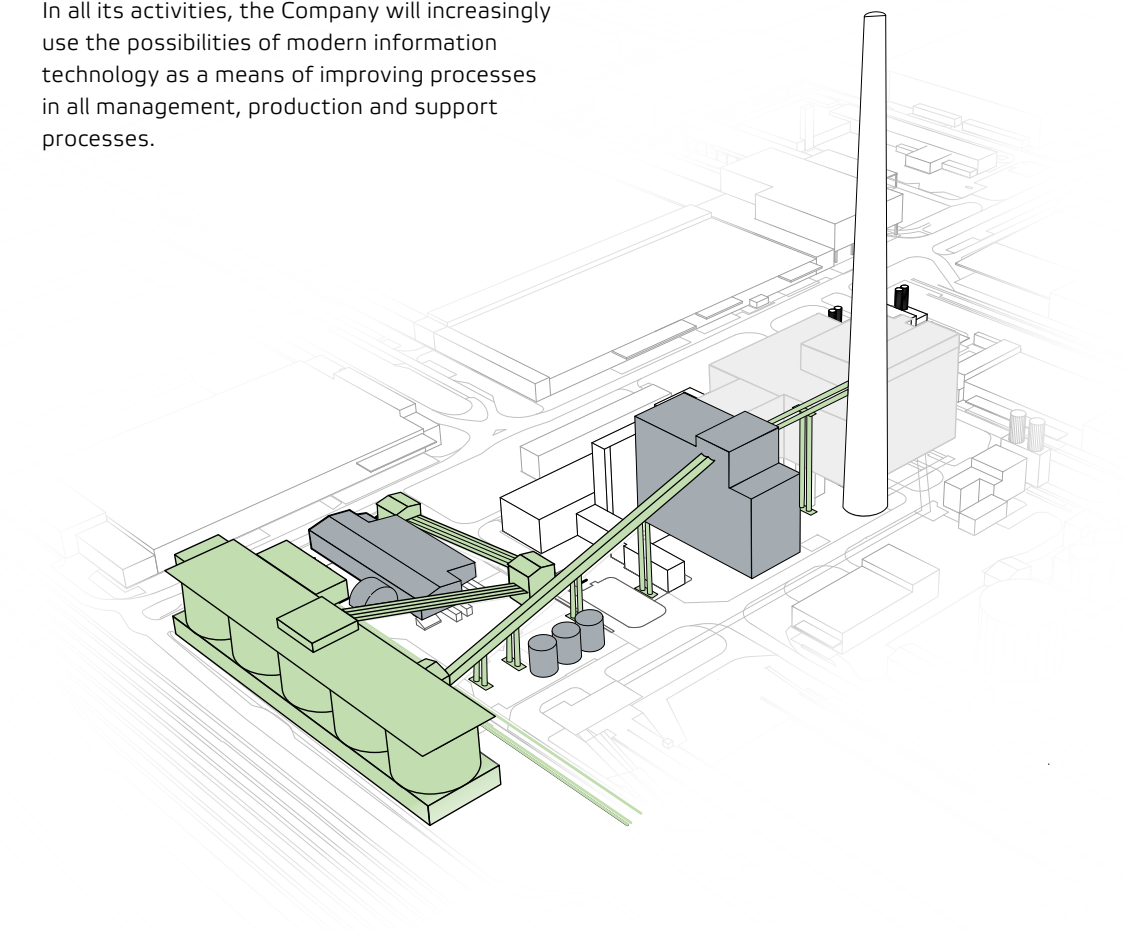 In all its activities, the Company will increasingly
use the possibilities of modern information
technology as a means of improving processes
in all management, production and support
processes.